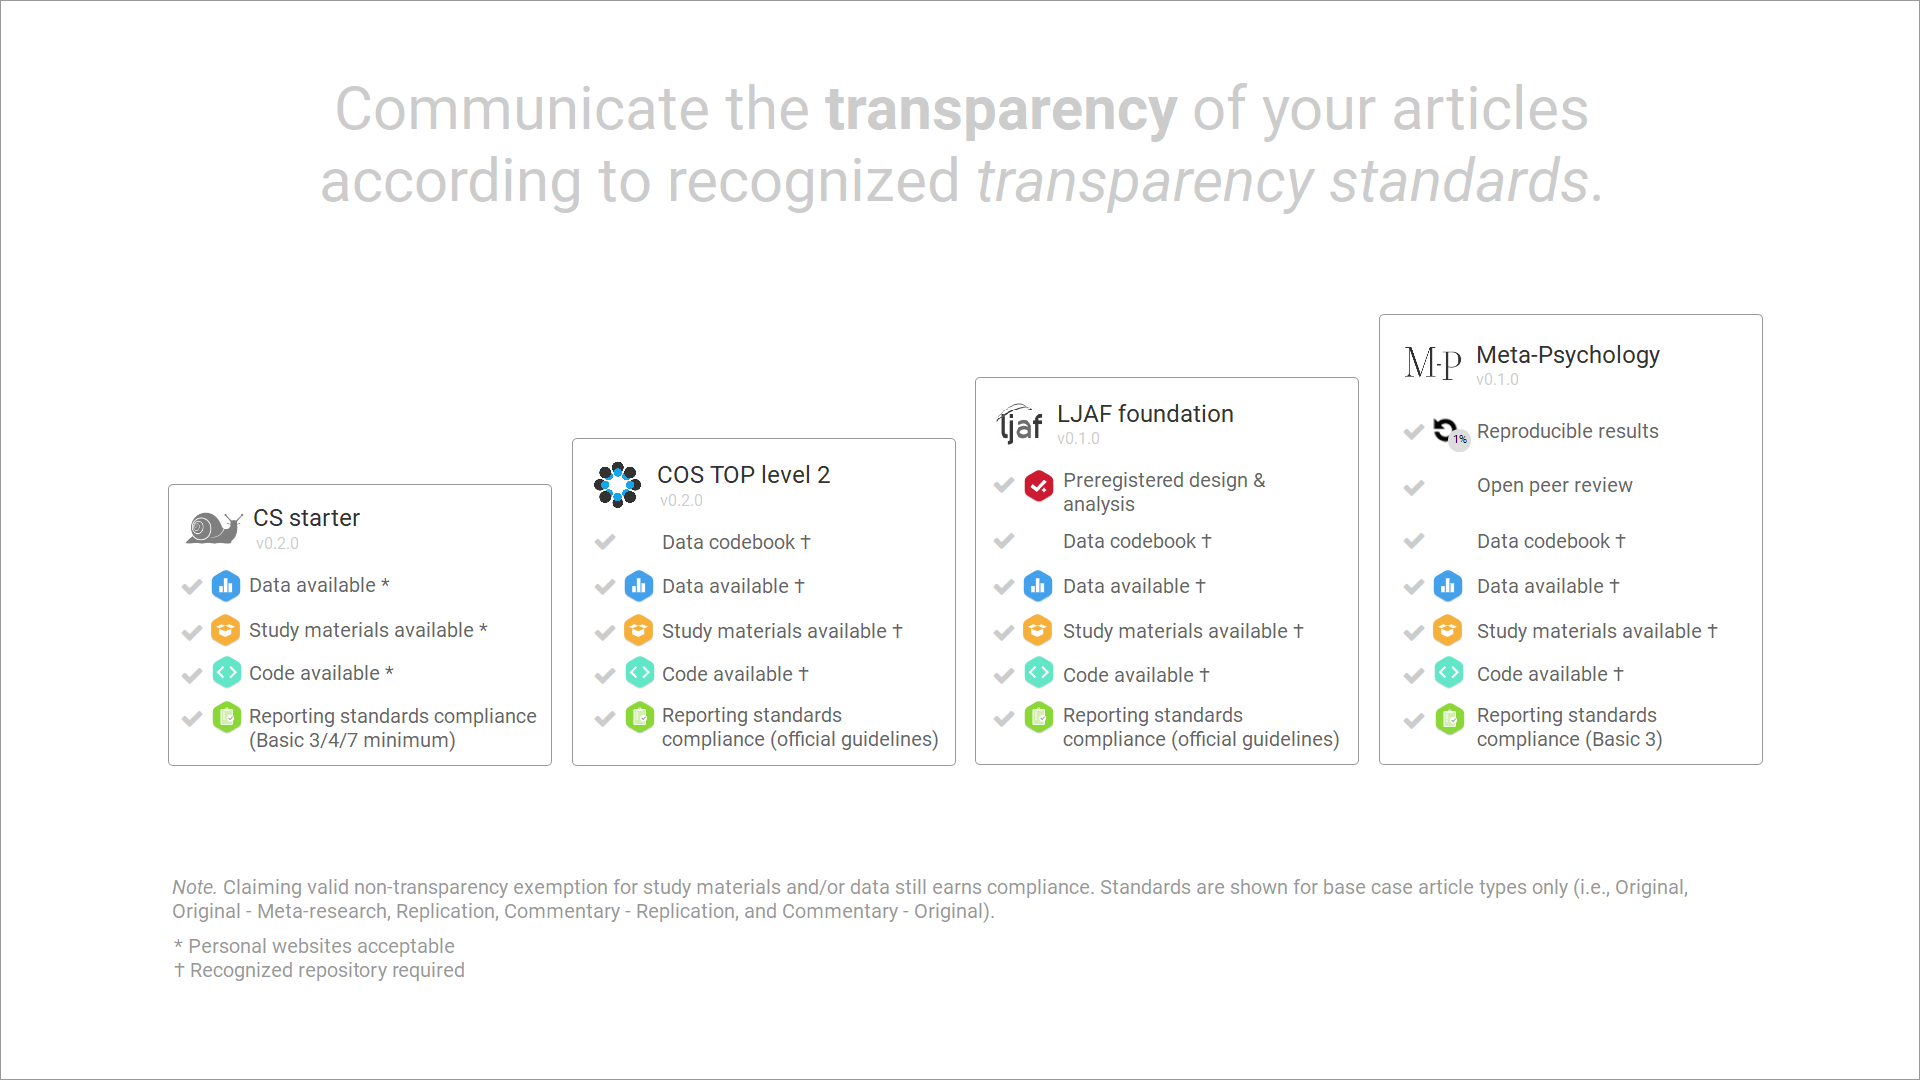 Communicate the transparency of your articles
according to recognized transparency standards.
CS starter
v0.2.0
Data available *
Study materials available *
Code available *
Reporting standards compliance
(Basic 3/4/7 minimum)
COS TOP level 2
v0.2.0
Data codebook †
Data available †
Study materials available †
Code available †
Reporting standards
compliance (official guidelines)
ljaf
LJAF foundation
v0.1.0
Preregistered design &
analysis
Data codebook †
Data available †
Study materials available †
Code available †
Reporting standards
compliance (official guidelines)
M-P
Meta-Psychology
v0.1.0
1%
Reproducible results
Open peer review
Data codebook †
Data available †
Study materials available †
Code available †
Reporting standards
compliance (Basic 3)
Note. Claiming valid non-transparency exemption for study materials and/or data still earns compliance. Standards are shown for base case article types only (i.e., Original,
Original - Meta-research, Replication, Commentary - Replication, and Commentary - Original).
* Personal websites acceptable
† Recognized repository required